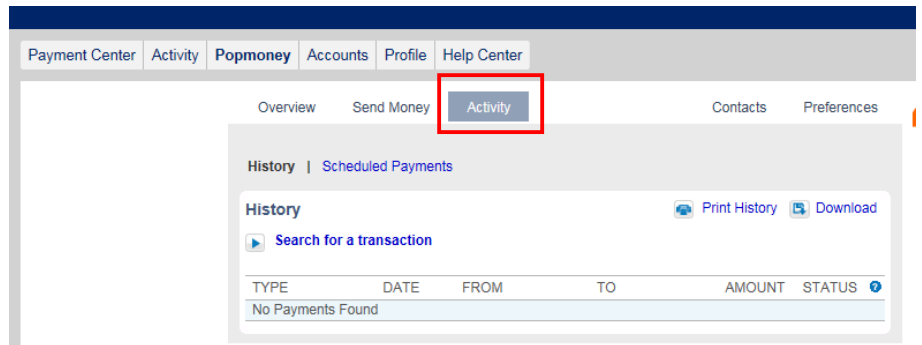 Payment Center Activity Popmoney Accounts Profile Help Center
Overview Send Money Activity Contacts Preferences
History | Scheduled Payments
History Print History Download
Search for a transaction
TYPE DATE FROM TO AMOUNT STATUS ?
No Payments Found